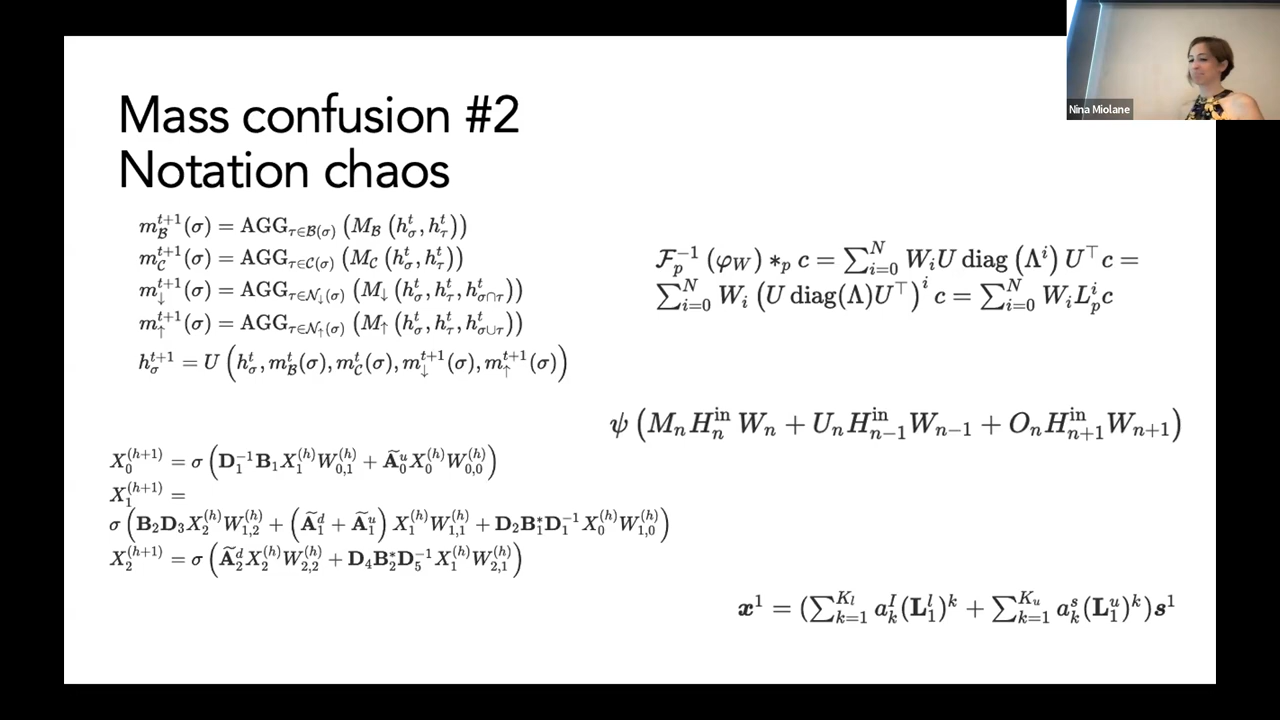 Nina Miolane
Mass confusion #2
Notation chaos
m_ℬ^{t+1}(σ) = AGG_{τ∈ℬ(σ)} (M_ℬ (h_σ^t, h_τ^t))
m_𝒞^{t+1}(σ) = AGG_{τ∈𝒞(σ)} (M_𝒞 (h_σ^t, h_τ^t))
m_↓^{t+1}(σ) = AGG_{τ∈𝒩_↓(σ)} (M_↓ (h_σ^t, h_τ^t, h_{σ∩τ}^t))
m_↑^{t+1}(σ) = AGG_{τ∈𝒩_↑(σ)} (M_↑ (h_σ^t, h_τ^t, h_{σ∪τ}^t))
h_σ^{t+1} = U (h_σ^t, m_ℬ^t(σ), m_𝒞^t(σ), m_↓^{t+1}(σ), m_↑^{t+1}(σ))
ℱ_p^{-1} (φ_W) *_p c = ∑_{i=0}^N W_i U diag (Λ^i) U^⊤ c =
∑_{i=0}^N W_i (U diag(Λ)U^⊤)^i c = ∑_{i=0}^N W_i L_p^i c
ψ (M_n H_n^{in} W_n + U_n H_{n-1}^{in} W_{n-1} + O_n H_{n+1}^{in} W_{n+1})
X_0^{(h+1)} = σ (D_1^{-1} B_1 X_1^{(h)} W_{0,1}^{(h)} + Ã_0^u X_0^{(h)} W_{0,0}^{(h)})
X_1^{(h+1)} =
σ (B_2 D_3 X_2^{(h)} W_{1,2}^{(h)} + (Ã_1^d + Ã_1^u) X_1^{(h)} W_{1,1}^{(h)} + D_2 B_1^* D_1^{-1} X_0^{(h)} W_{1,0}^{(h)})
X_2^{(h+1)} = σ (Ã_2^d X_2^{(h)} W_{2,2}^{(h)} + D_4 B_2^* D_5^{-1} X_1^{(h)} W_{2,1}^{(h)})
x^1 = (∑_{k=1}^{K_l} a_k^I (L_1^l)^k + ∑_{k=1}^{K_u} a_k^s (L_1^u)^k) s^1